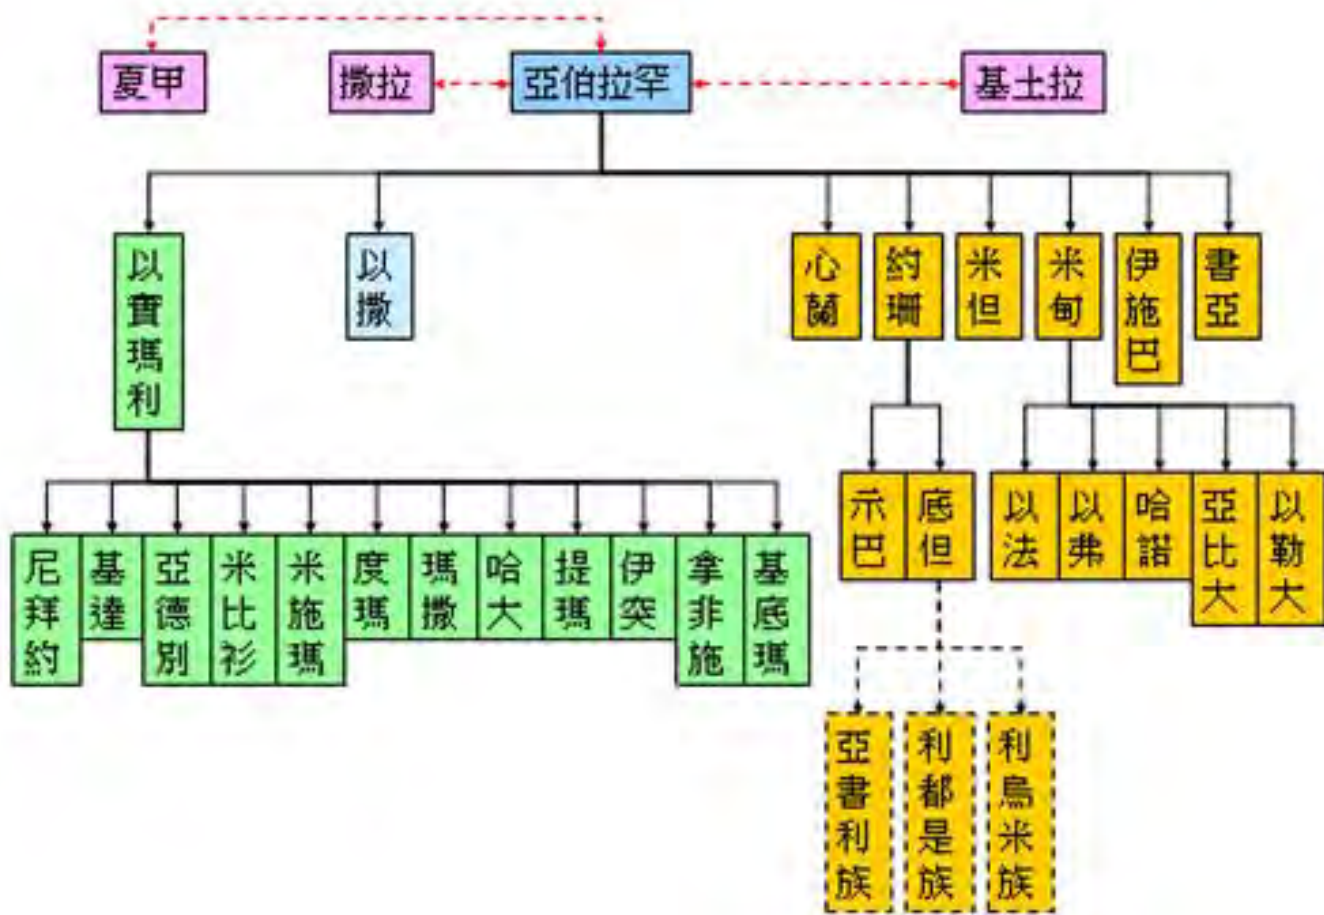 夏甲
撒拉
亞伯拉罕
基土拉
以實瑪利
以撒
心蘭
約珊
米但
米甸
伊施巴
書亞
示巴
底但
以法
以弗
哈諾
亞比大
以勒大
尼拜約
基達
亞德別
米比衫
米施瑪
度瑪
瑪撒
哈大
提瑪
伊突
拿非施
基底瑪
亞書利族
利都是族
利烏米族